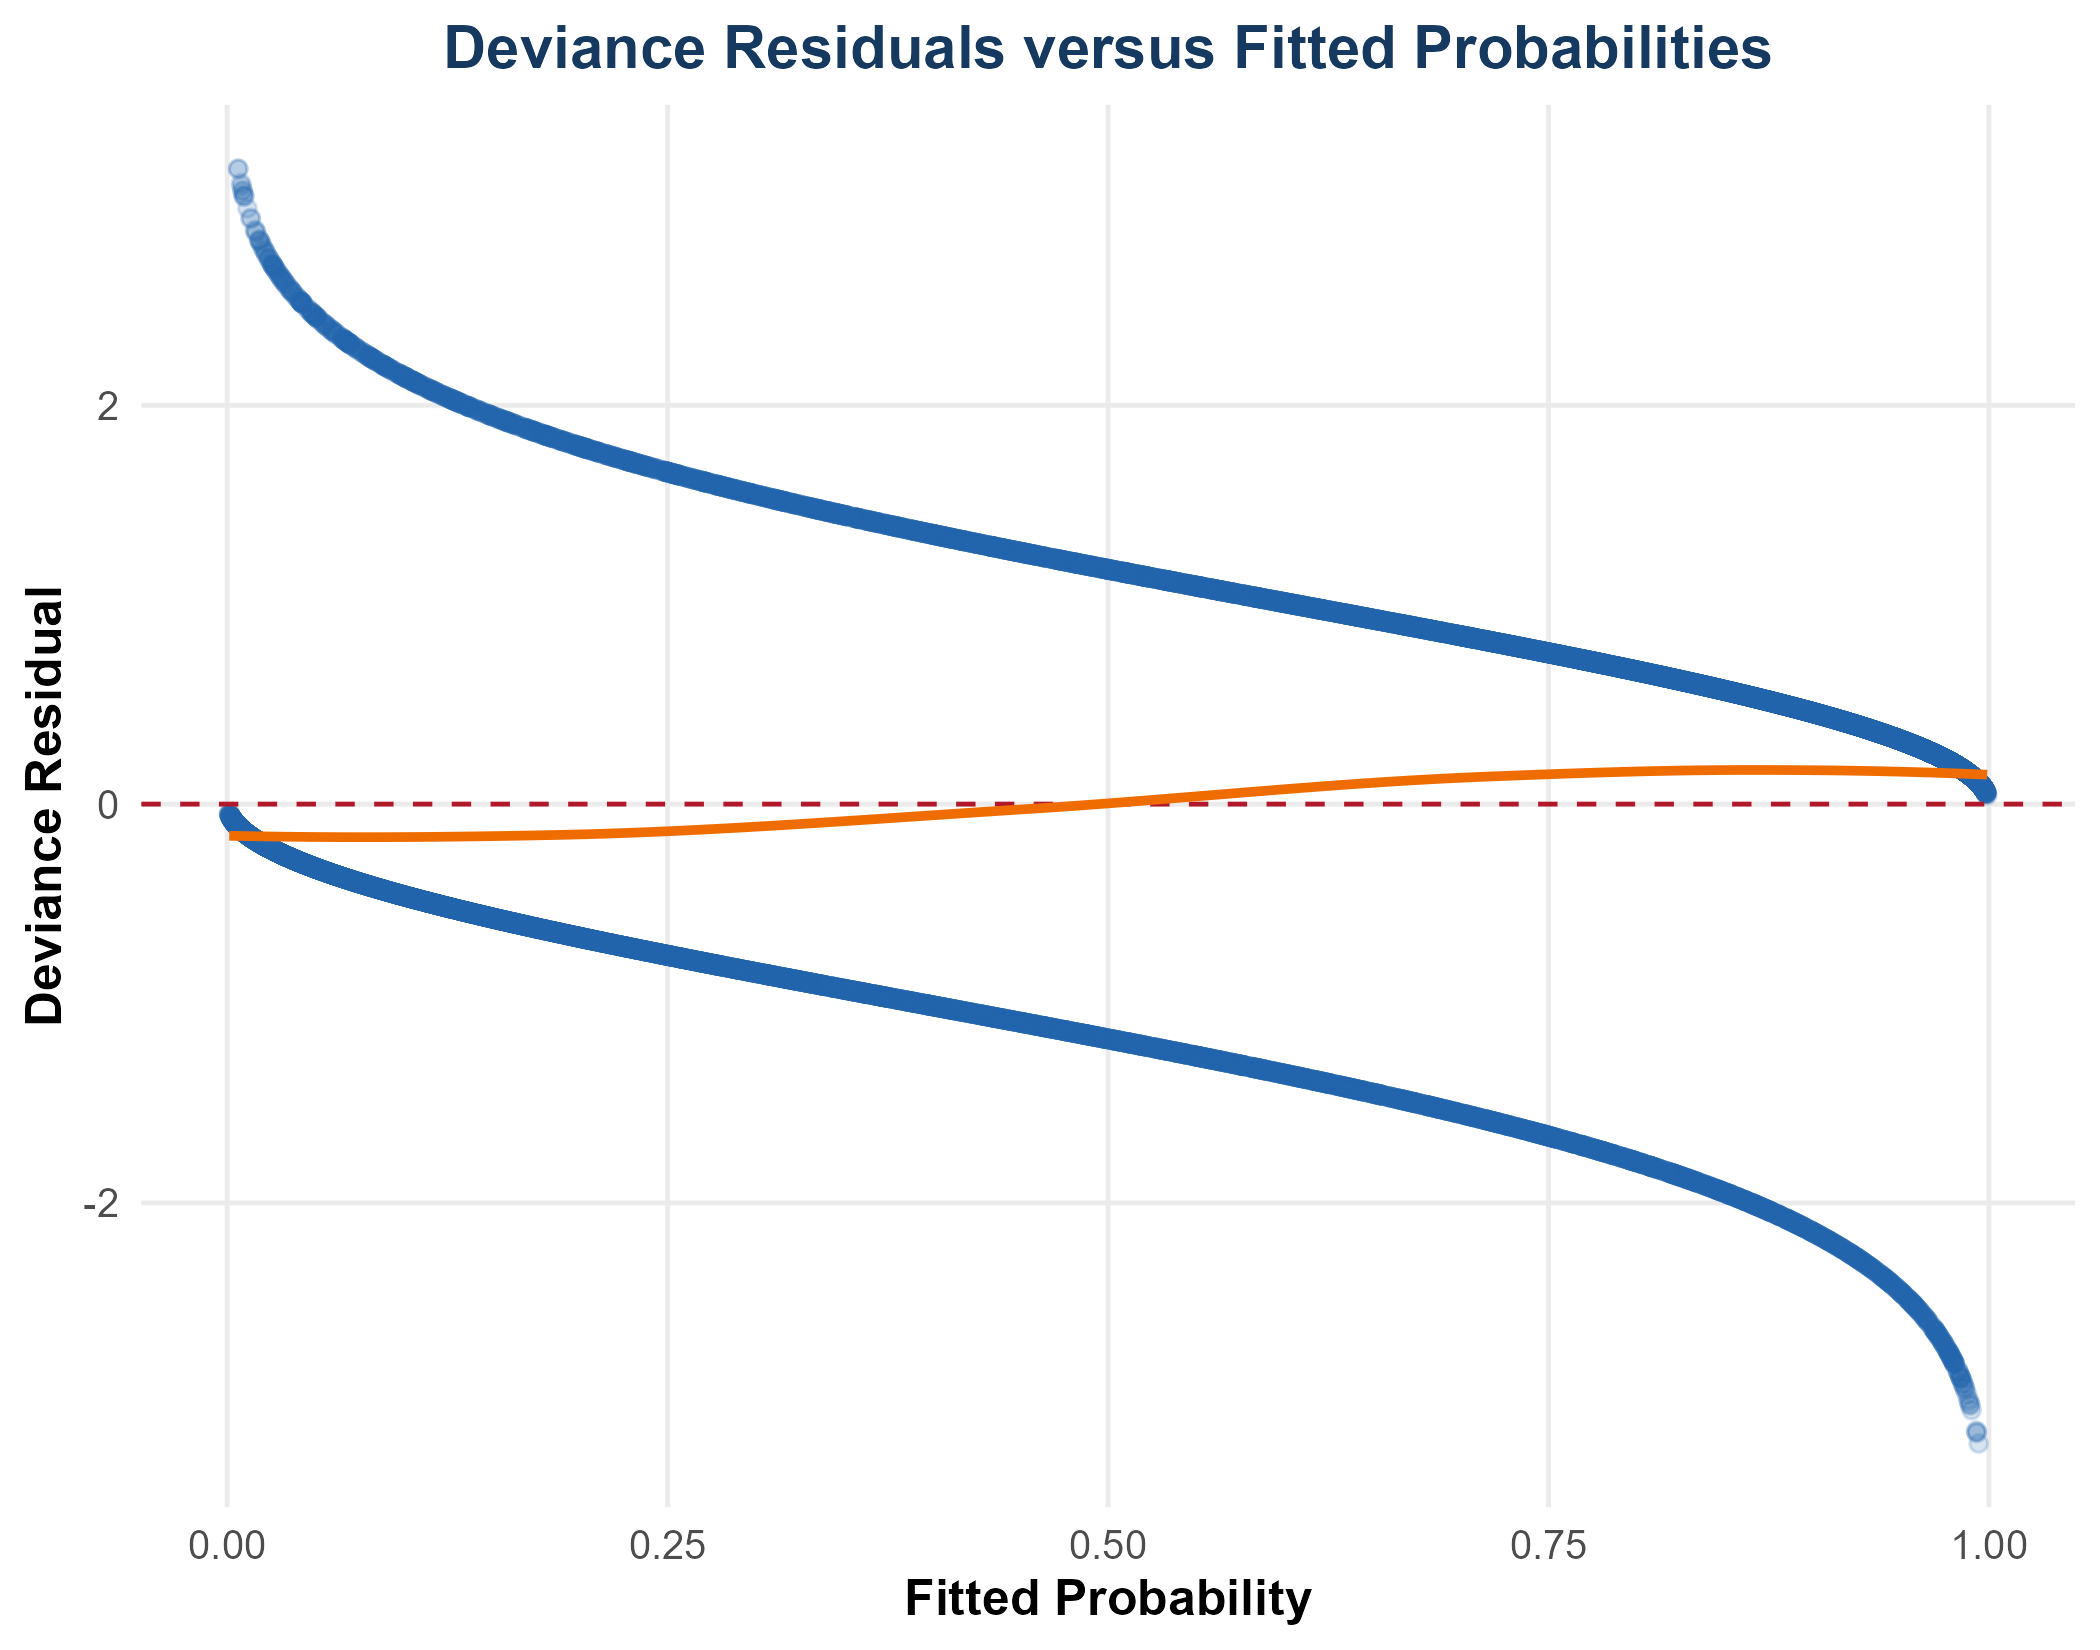 Deviance Residuals versus Fitted Probabilities
Deviance Residual
2
0
-2
0.00 0.25 0.50 0.75 1.00
Fitted Probability